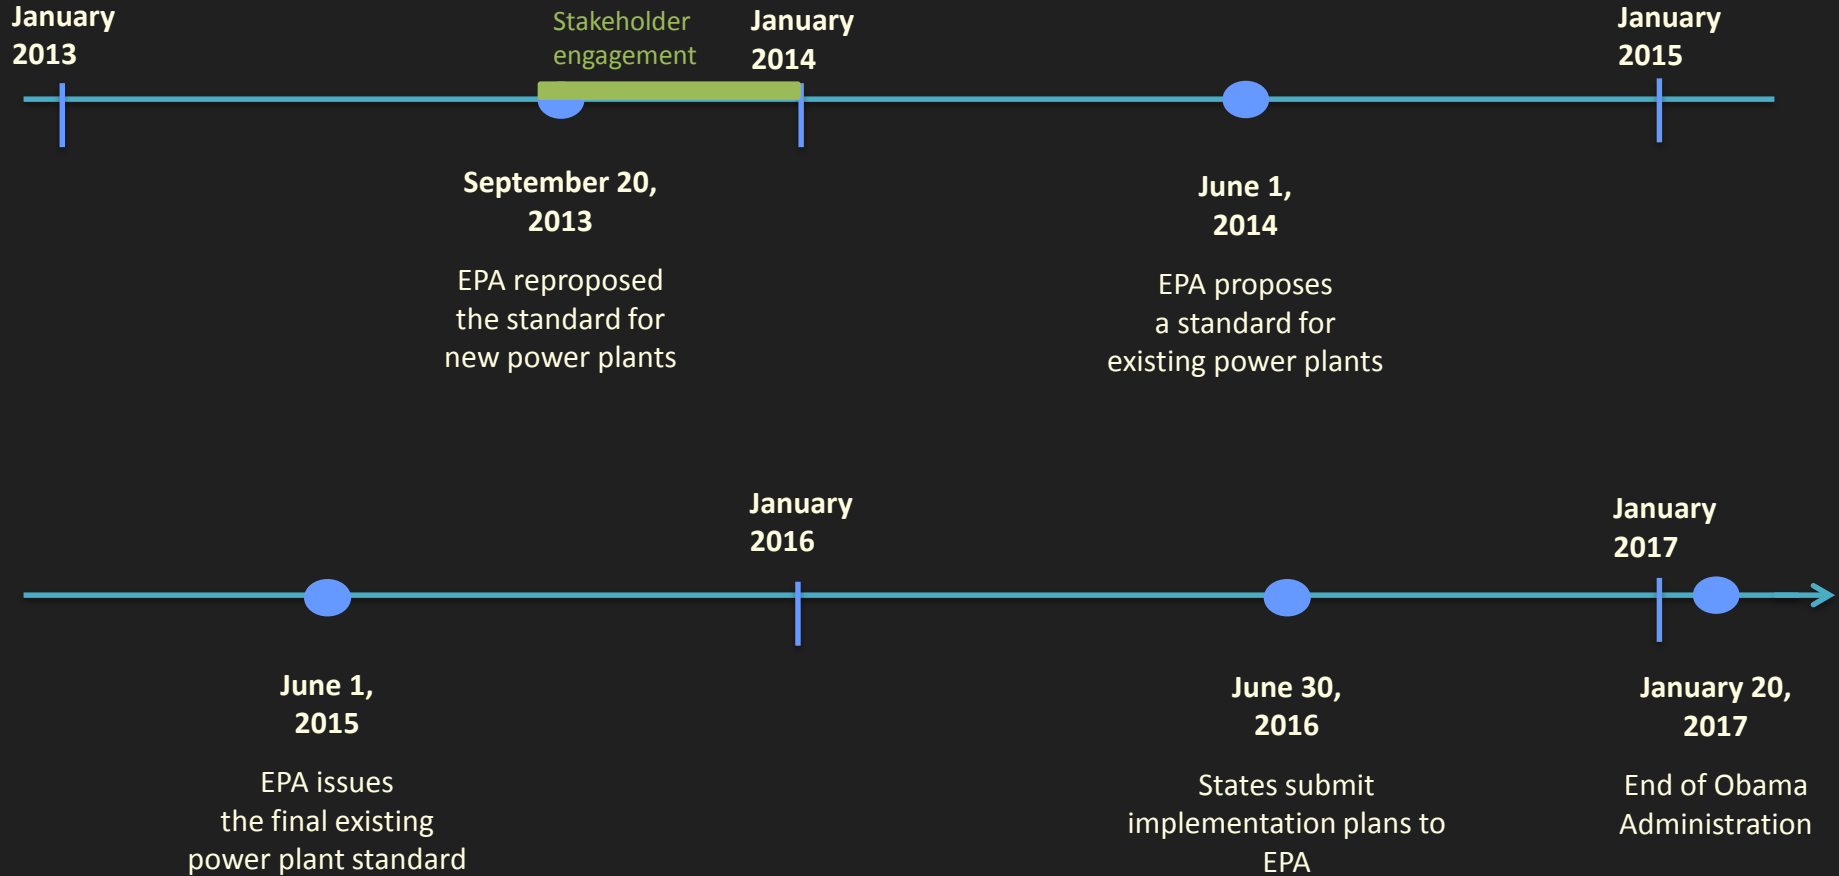 January
2013
Stakeholder
engagement
January
2014
January
2015
September 20,
2013
EPA reproposed
the standard for
new power plants
June 1,
2014
EPA proposes
a standard for
existing power plants
January
2016
January
2017
June 1,
2015
EPA issues
the final existing
power plant standard
June 30,
2016
States submit
implementation plans to
EPA
January 20,
2017
End of Obama
Administration